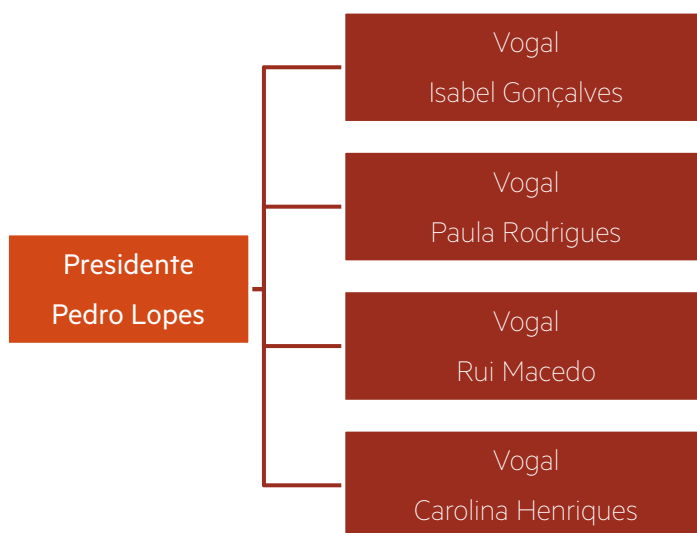 Presidente
Pedro Lopes
Vogal
Isabel Gonçalves
Vogal
Paula Rodrigues
Vogal
Rui Macedo
Vogal
Carolina Henriques